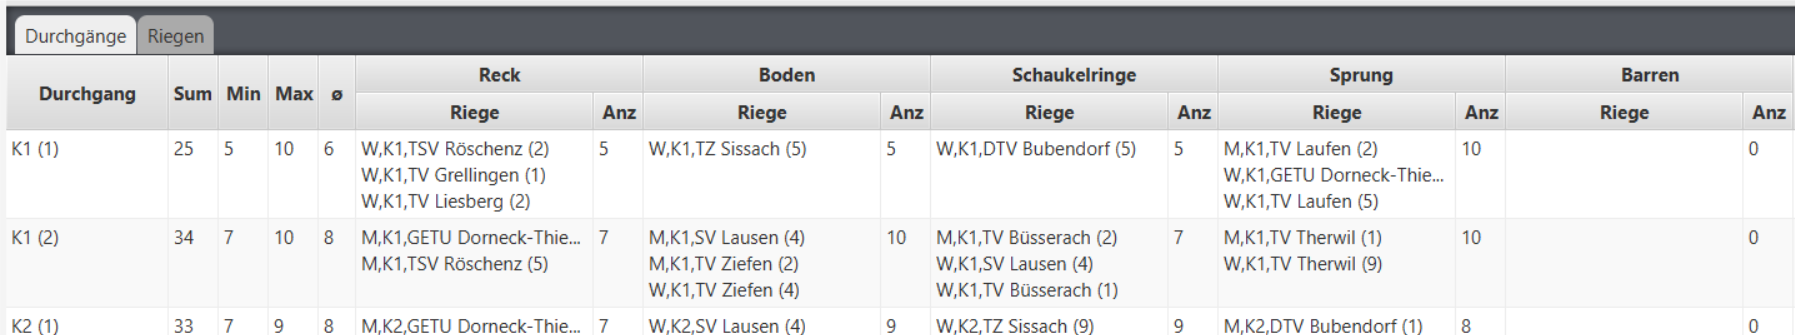 Durchgänge Riegen
Durchgang Sum Min Max ø Reck Boden Schaukelringe Sprung Barren
Riege Anz Riege Anz Riege Anz Riege Anz Riege Anz
K1 (1) 25 5 10 6 W,K1,TSV Röschenz (2) 5 W,K1,TZ Sissach (5) 5 W,K1,DTV Bubendorf (5) 5 M,K1,TV Laufen (2) 10 0
W,K1,TV Grellingen (1) W,K1,GETU Dorneck-Thie...
W,K1,TV Liesberg (2) W,K1,TV Laufen (5)
K1 (2) 34 7 10 8 M,K1,GETU Dorneck-Thie... 7 M,K1,SV Lausen (4) 10 M,K1,TV Büsserach (2) 7 M,K1,TV Therwil (1) 10 0
M,K1,TSV Röschenz (5) M,K1,TV Ziefen (2) W,K1,SV Lausen (4) W,K1,TV Therwil (9)
W,K1,TV Ziefen (4) W,K1,TV Büsserach (1)
K2 (1) 33 7 9 8 M,K2,GETU Dorneck-Thie... 7 W,K2,SV Lausen (4) 9 W,K2,TZ Sissach (9) 9 M,K2,DTV Bubendorf (1) 8 0